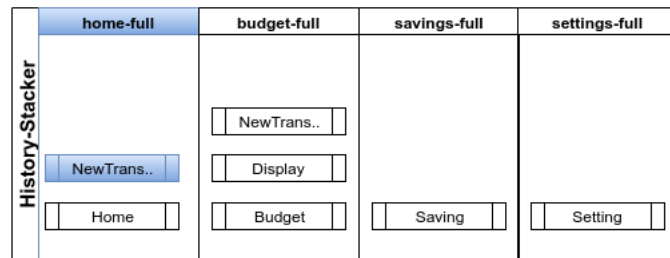 home-full
budget-full
savings-full
settings-full
History-Stacker
NewTrans..
NewTrans..
Display
Home
Budget
Saving
Setting